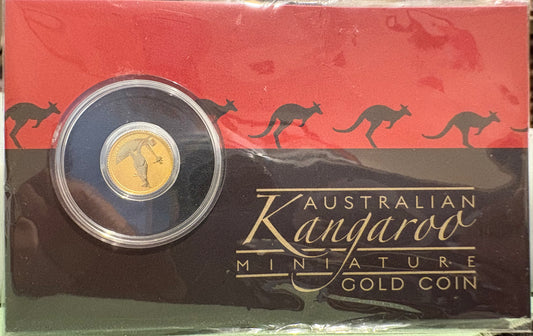 AUSTRALIAN
Kangaroo
MINIATURE
GOLD COIN